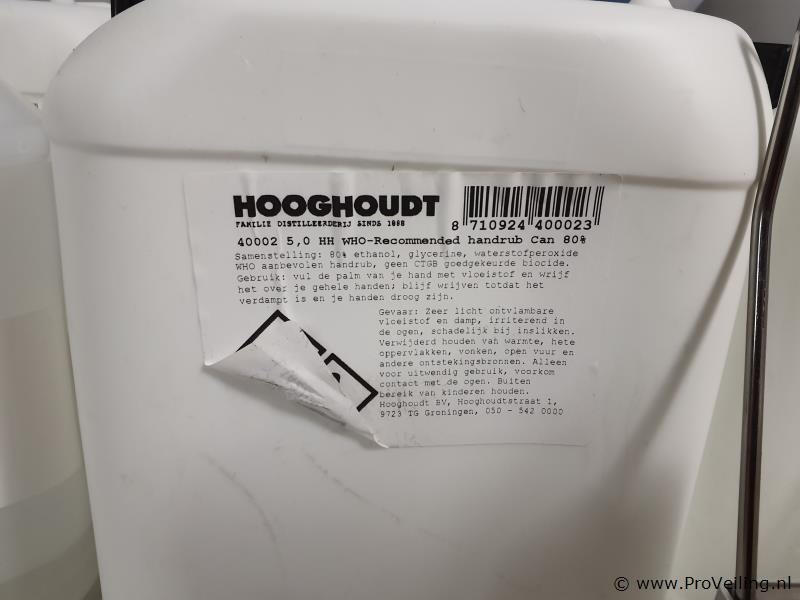 HOOGHOUDT
FAMILIE DISTILLEERDERIJ SINDS 1888
8 710924 400023
40002 5,0 HH WHO-Recommended handrub Can 80%
Samenstelling: 80% ethanol, glycerine, waterstofperoxide
WHO aanbevolen handrub, geen CTGB goedgekeurde biocide.
Gebruik: vul de palm van je hand met vloeistof en wrijf
het over je gehele handen; blijf wrijven totdat het
verdampt is en je handen droog zijn.
Gevaar: Zeer licht ontvlambare
vloeistof en damp, irriterend in
de ogen, schadelijk bij inslikken.
Verwijderd houden van warmte, hete
oppervlakken, vonken, open vuur en
andere ontstekingsbronnen. Alleen
voor uitwendig gebruik, voorkom
contact met de ogen. Buiten
bereik van kinderen houden.
Hooghoudt BV, Hooghoudtstraat 1,
9723 TG Groningen, 050 - 542 0000
© www.ProVeiling.nl